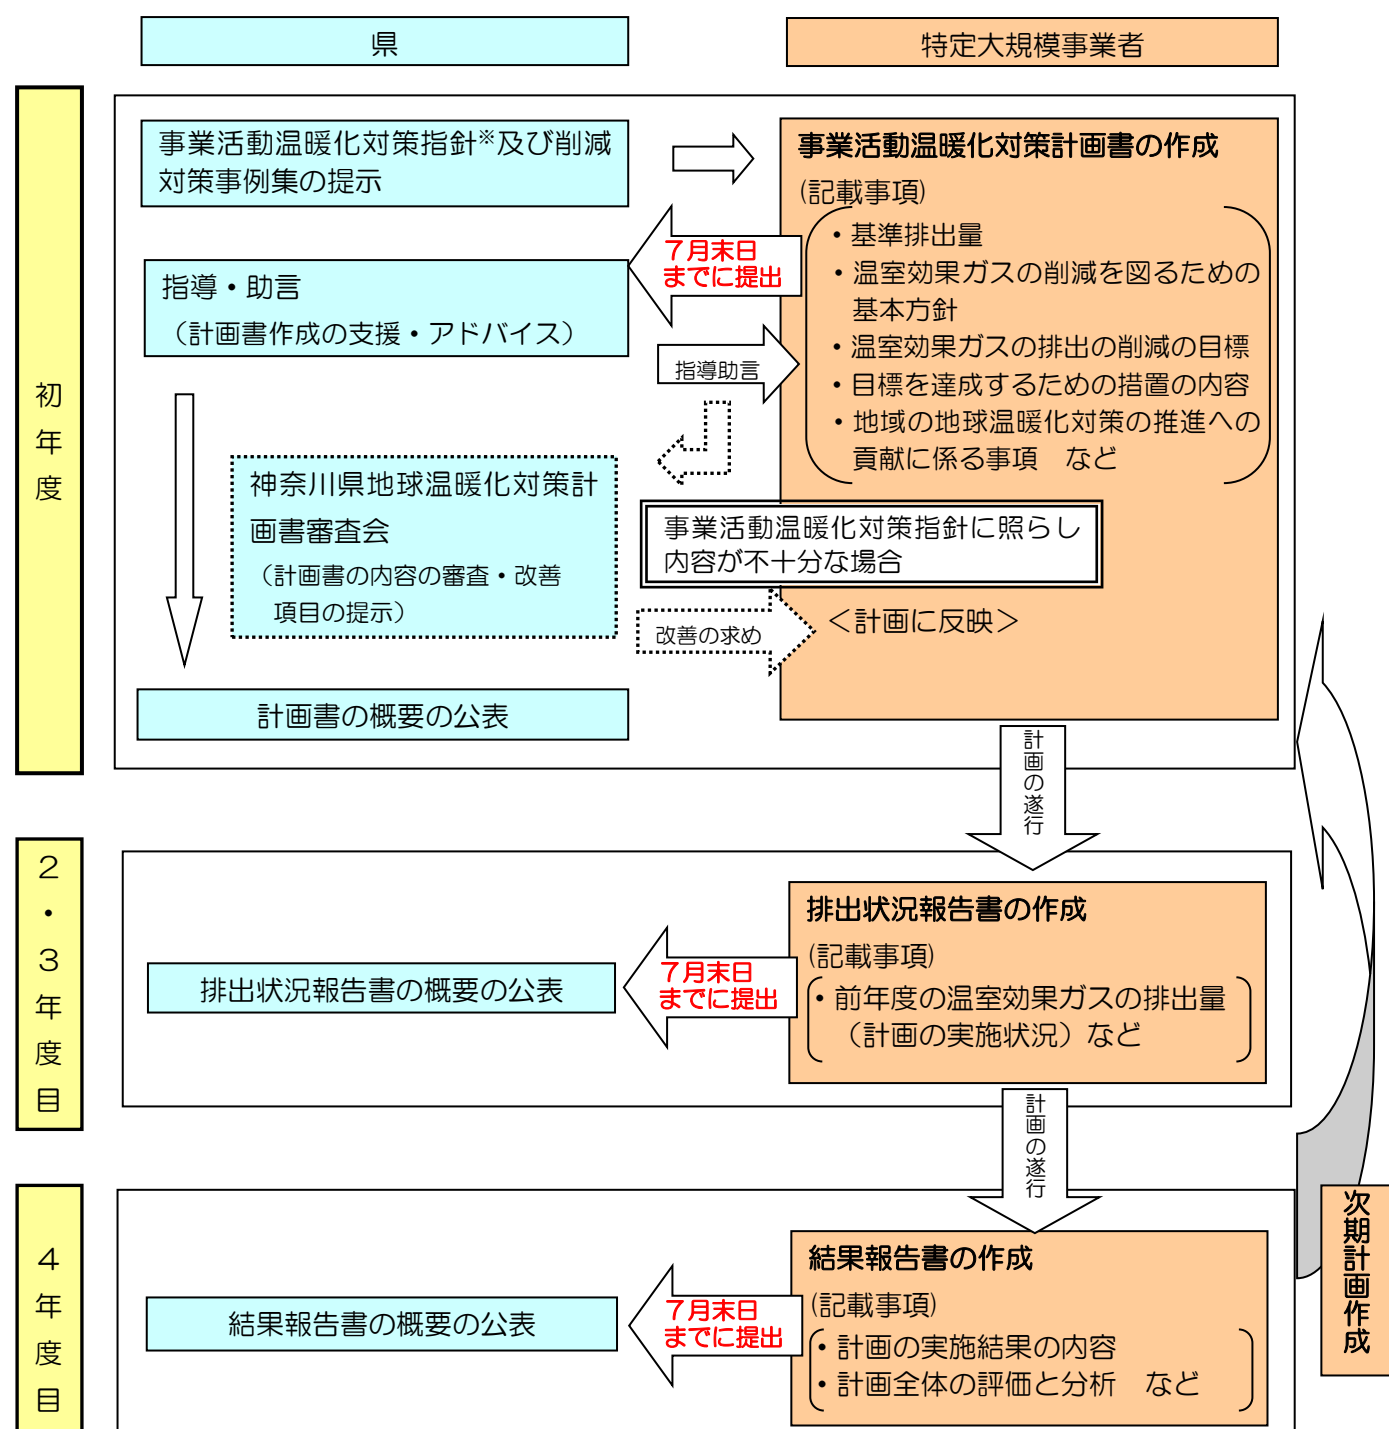 県
特定大規模事業者
初年度
事業活動温暖化対策指針※及び削減
対策事例集の提示
事業活動温暖化対策計画書の作成
(記載事項)
・基準排出量
・温室効果ガスの削減を図るための
基本方針
・温室効果ガスの排出の削減の目標
・目標を達成するための措置の内容
・地域の地球温暖化対策の推進への
貢献に係る事項 など
7月末日
までに提出
指導・助言
（計画書作成の支援・アドバイス）
指導助言
神奈川県地球温暖化対策計
画書審査会
（計画書の内容の審査・改善
項目の提示）
事業活動温暖化対策指針に照らし
内容が不十分な場合
改善の求め
＜計画に反映＞
計画書の概要の公表
計画の遂行
2・3年度目
排出状況報告書の作成
(記載事項)
・前年度の温室効果ガスの排出量
（計画の実施状況）など
7月末日
までに提出
排出状況報告書の概要の公表
計画の遂行
4年度目
結果報告書の作成
(記載事項)
・計画の実施結果の内容
・計画全体の評価と分析 など
7月末日
までに提出
結果報告書の概要の公表
次期計画作成